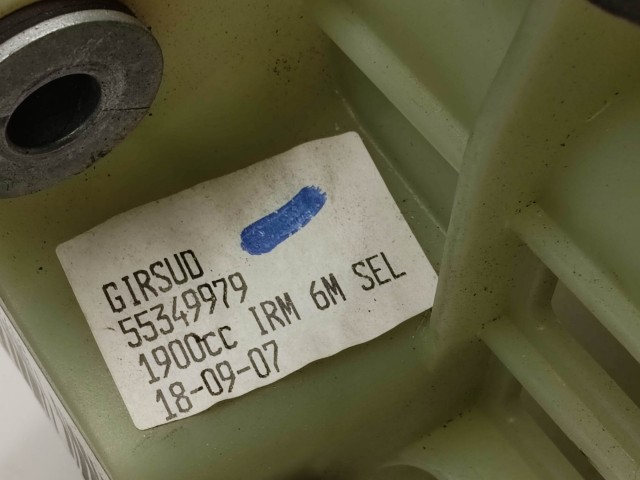 GIRSUD
55349979
1900cc IRM 6M SEL
18-09-07